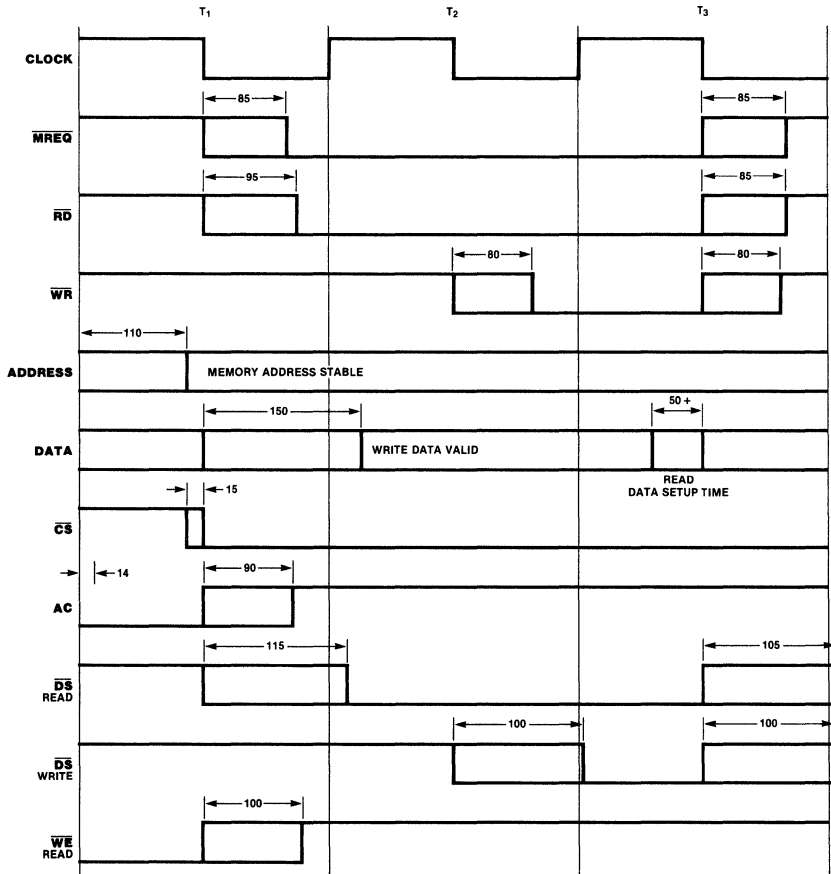 T1 T2 T3
CLOCK
85 85
MREQ
95 85
RD
80 80
WR
110
ADDRESS MEMORY ADDRESS STABLE
150 50 +
DATA WRITE DATA VALID
READ
DATA SETUP TIME
15
CS
14 90
AC
115 105
DS
READ
100 100
DS
WRITE
100
WE
READ